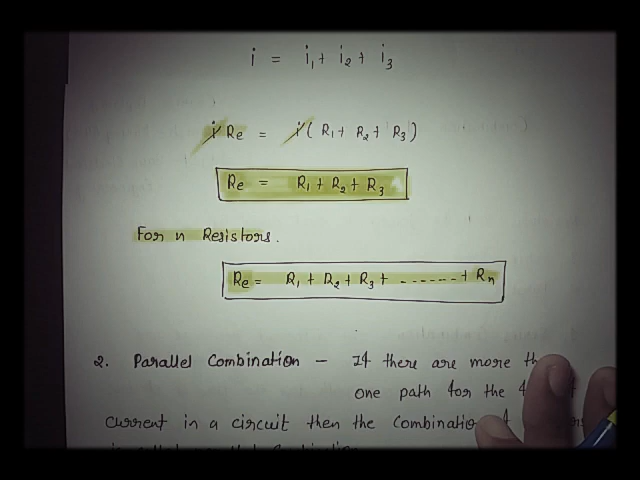 i = i₁ + i₂ + i₃
i Re = i ( R₁ + R₂ + R₃ )
Re = R₁ + R₂ + R₃
For n Resistors.
Re = R₁ + R₂ + R₃ + ....... + Rn
2. Parallel Combination - If there are more
one path for the
current in a circuit then the